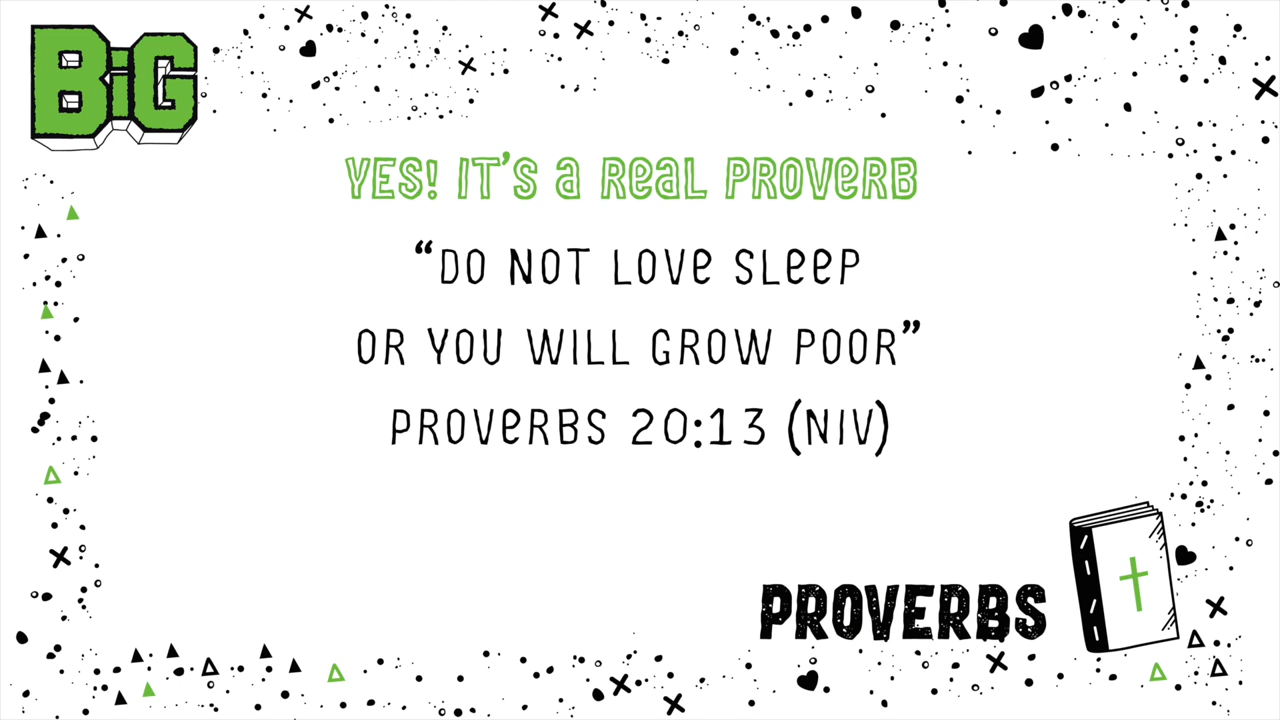 BiG
YES! IT'S a ReaL PROVeRB
“DO NOT LOVe SLeeP
OR YOU WILL GROW POOR”
PROVeRBS 20:13 (NIV)
PROVERBS